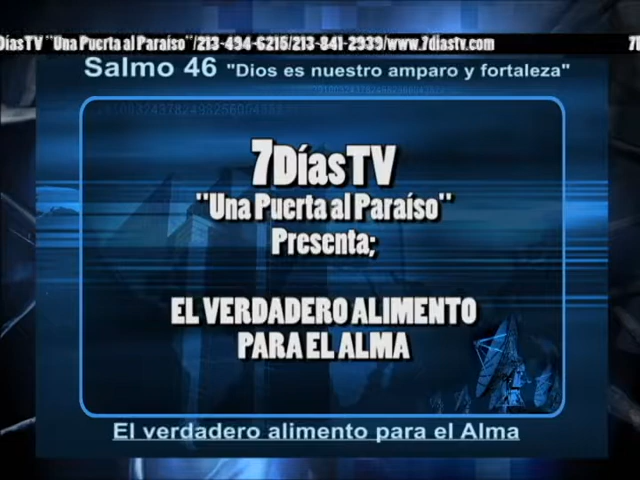 DíasTV "Una Puerta al Paraíso"/213-494-6215/213-841-2939/www.7diastv.com
Salmo 46 "Dios es nuestro amparo y fortaleza"
7DíasTV
"Una Puerta al Paraíso"
Presenta;
EL VERDADERO ALIMENTO
PARA EL ALMA
El verdadero alimento para el Alma